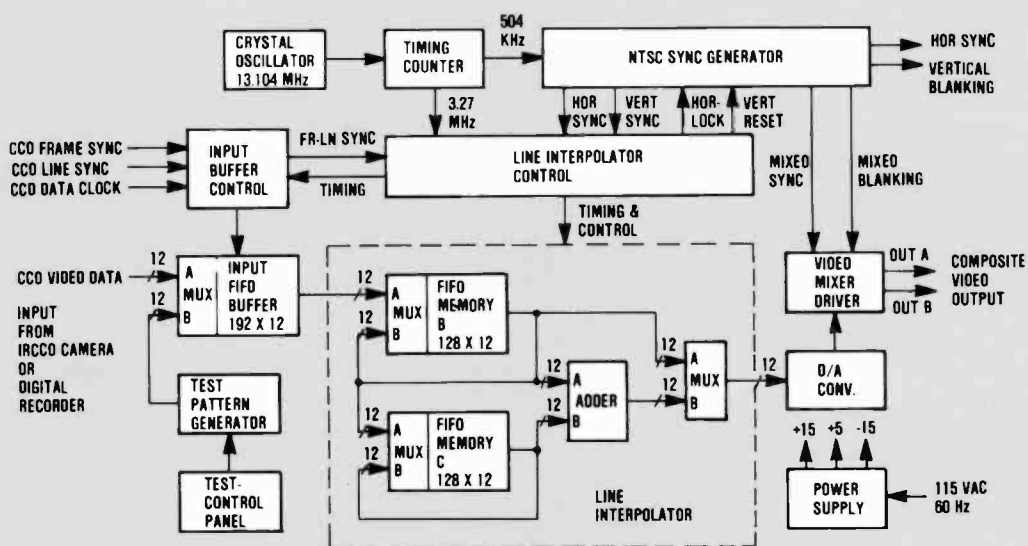 CRYSTAL
OSCILLATOR
13.104 MHz
TIMING
COUNTER
504
KHz
NTSC SYNC GENERATOR
HOR SYNC
VERTICAL
BLANKING
3.27
MHz
HOR
SYNC
VERT
SYNC
HOR-
LOCK
VERT
RESET
CCO FRAME SYNC
CCO LINE SYNC
CCO DATA CLOCK
INPUT
BUFFER
CONTROL
FR-LN SYNC
TIMING
LINE INTERPOLATOR
CONTROL
MIXED
SYNC
MIXED
BLANKING
TIMING &
CONTROL
CCO VIDEO DATA
12
12
A
MUX
B
INPUT
FIFO
BUFFER
192 X 12
12
12
A
MUX
B
FIFO
MEMORY
B
128 X 12
VIDEO
MIXER
DRIVER
OUT A
OUT B
COMPOSITE
VIDEO
OUTPUT
INPUT
FROM
IRCCO CAMERA
OR
DIGITAL
RECORDER
TEST
PATTERN
GENERATOR
TEST-
CONTROL
PANEL
12
12
A
MUX
B
FIFO
MEMORY
C
128 X 12
12
12
A
ADDER
B
12
12
A
MUX
B
12
D/A
CONV.
LINE
INTERPOLATOR
+15
+5
-15
POWER
SUPPLY
115 VAC
60 Hz